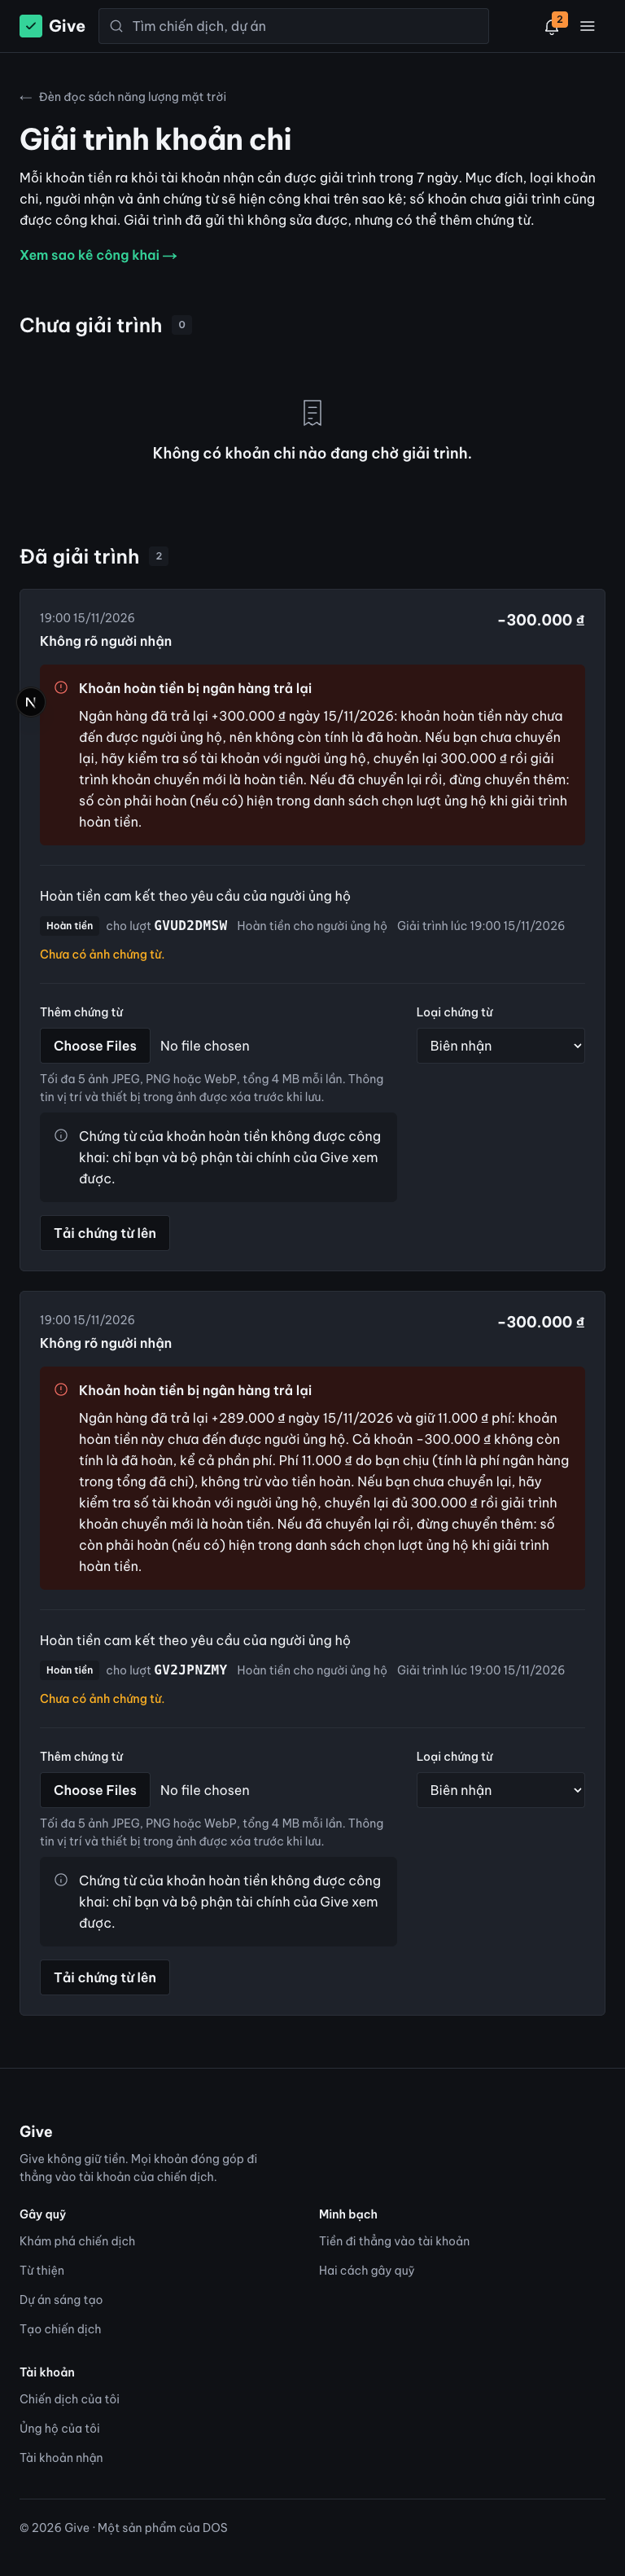 Give
Tìm chiến dịch, dự án
2
← Đèn đọc sách năng lượng mặt trời
Giải trình khoản chi
Mỗi khoản tiền ra khỏi tài khoản nhận cần được giải trình trong 7 ngày. Mục đích, loại khoản
chi, người nhận và ảnh chứng từ sẽ hiện công khai trên sao kê; số khoản chưa giải trình cũng
được công khai. Giải trình đã gửi thì không sửa được, nhưng có thể thêm chứng từ.
Xem sao kê công khai →
Chưa giải trình 0
Không có khoản chi nào đang chờ giải trình.
Đã giải trình 2
19:00 15/11/2026
-300.000 ₫
Không rõ người nhận
Khoản hoàn tiền bị ngân hàng trả lại
Ngân hàng đã trả lại +300.000 ₫ ngày 15/11/2026: khoản hoàn tiền này chưa
đến được người ủng hộ, nên không còn tính là đã hoàn. Nếu bạn chưa chuyển
lại, hãy kiểm tra số tài khoản với người ủng hộ, chuyển lại 300.000 ₫ rồi giải
trình khoản chuyển mới là hoàn tiền. Nếu đã chuyển lại rồi, đừng chuyển thêm:
số còn phải hoàn (nếu có) hiện trong danh sách chọn lượt ủng hộ khi giải trình
hoàn tiền.
Hoàn tiền cam kết theo yêu cầu của người ủng hộ
Hoàn tiền cho lượt GVUD2DMSW Hoàn tiền cho người ủng hộ Giải trình lúc 19:00 15/11/2026
Chưa có ảnh chứng từ.
Thêm chứng từ
Loại chứng từ
Choose Files No file chosen
Biên nhận
Tối đa 5 ảnh JPEG, PNG hoặc WebP, tổng 4 MB mỗi lần. Thông
tin vị trí và thiết bị trong ảnh được xóa trước khi lưu.
Chứng từ của khoản hoàn tiền không được công
khai: chỉ bạn và bộ phận tài chính của Give xem
được.
Tải chứng từ lên
19:00 15/11/2026
-300.000 ₫
Không rõ người nhận
Khoản hoàn tiền bị ngân hàng trả lại
Ngân hàng đã trả lại +289.000 ₫ ngày 15/11/2026 và giữ 11.000 ₫ phí: khoản
hoàn tiền này chưa đến được người ủng hộ. Cả khoản -300.000 ₫ không còn
tính là đã hoàn, kể cả phần phí. Phí 11.000 ₫ do bạn chịu (tính là phí ngân hàng
trong tổng đã chi), không trừ vào tiền hoàn. Nếu bạn chưa chuyển lại, hãy
kiểm tra số tài khoản với người ủng hộ, chuyển lại đủ 300.000 ₫ rồi giải trình
khoản chuyển mới là hoàn tiền. Nếu đã chuyển lại rồi, đừng chuyển thêm: số
còn phải hoàn (nếu có) hiện trong danh sách chọn lượt ủng hộ khi giải trình
hoàn tiền.
Hoàn tiền cam kết theo yêu cầu của người ủng hộ
Hoàn tiền cho lượt GV2JPNZMY Hoàn tiền cho người ủng hộ Giải trình lúc 19:00 15/11/2026
Chưa có ảnh chứng từ.
Thêm chứng từ
Loại chứng từ
Choose Files No file chosen
Biên nhận
Tối đa 5 ảnh JPEG, PNG hoặc WebP, tổng 4 MB mỗi lần. Thông
tin vị trí và thiết bị trong ảnh được xóa trước khi lưu.
Chứng từ của khoản hoàn tiền không được công
khai: chỉ bạn và bộ phận tài chính của Give xem
được.
Tải chứng từ lên
Give
Give không giữ tiền. Mọi khoản đóng góp đi
thẳng vào tài khoản của chiến dịch.
Gây quỹ
Khám phá chiến dịch
Từ thiện
Dự án sáng tạo
Tạo chiến dịch
Minh bạch
Tiền đi thẳng vào tài khoản
Hai cách gây quỹ
Tài khoản
Chiến dịch của tôi
Ủng hộ của tôi
Tài khoản nhận
© 2026 Give · Một sản phẩm của DOS